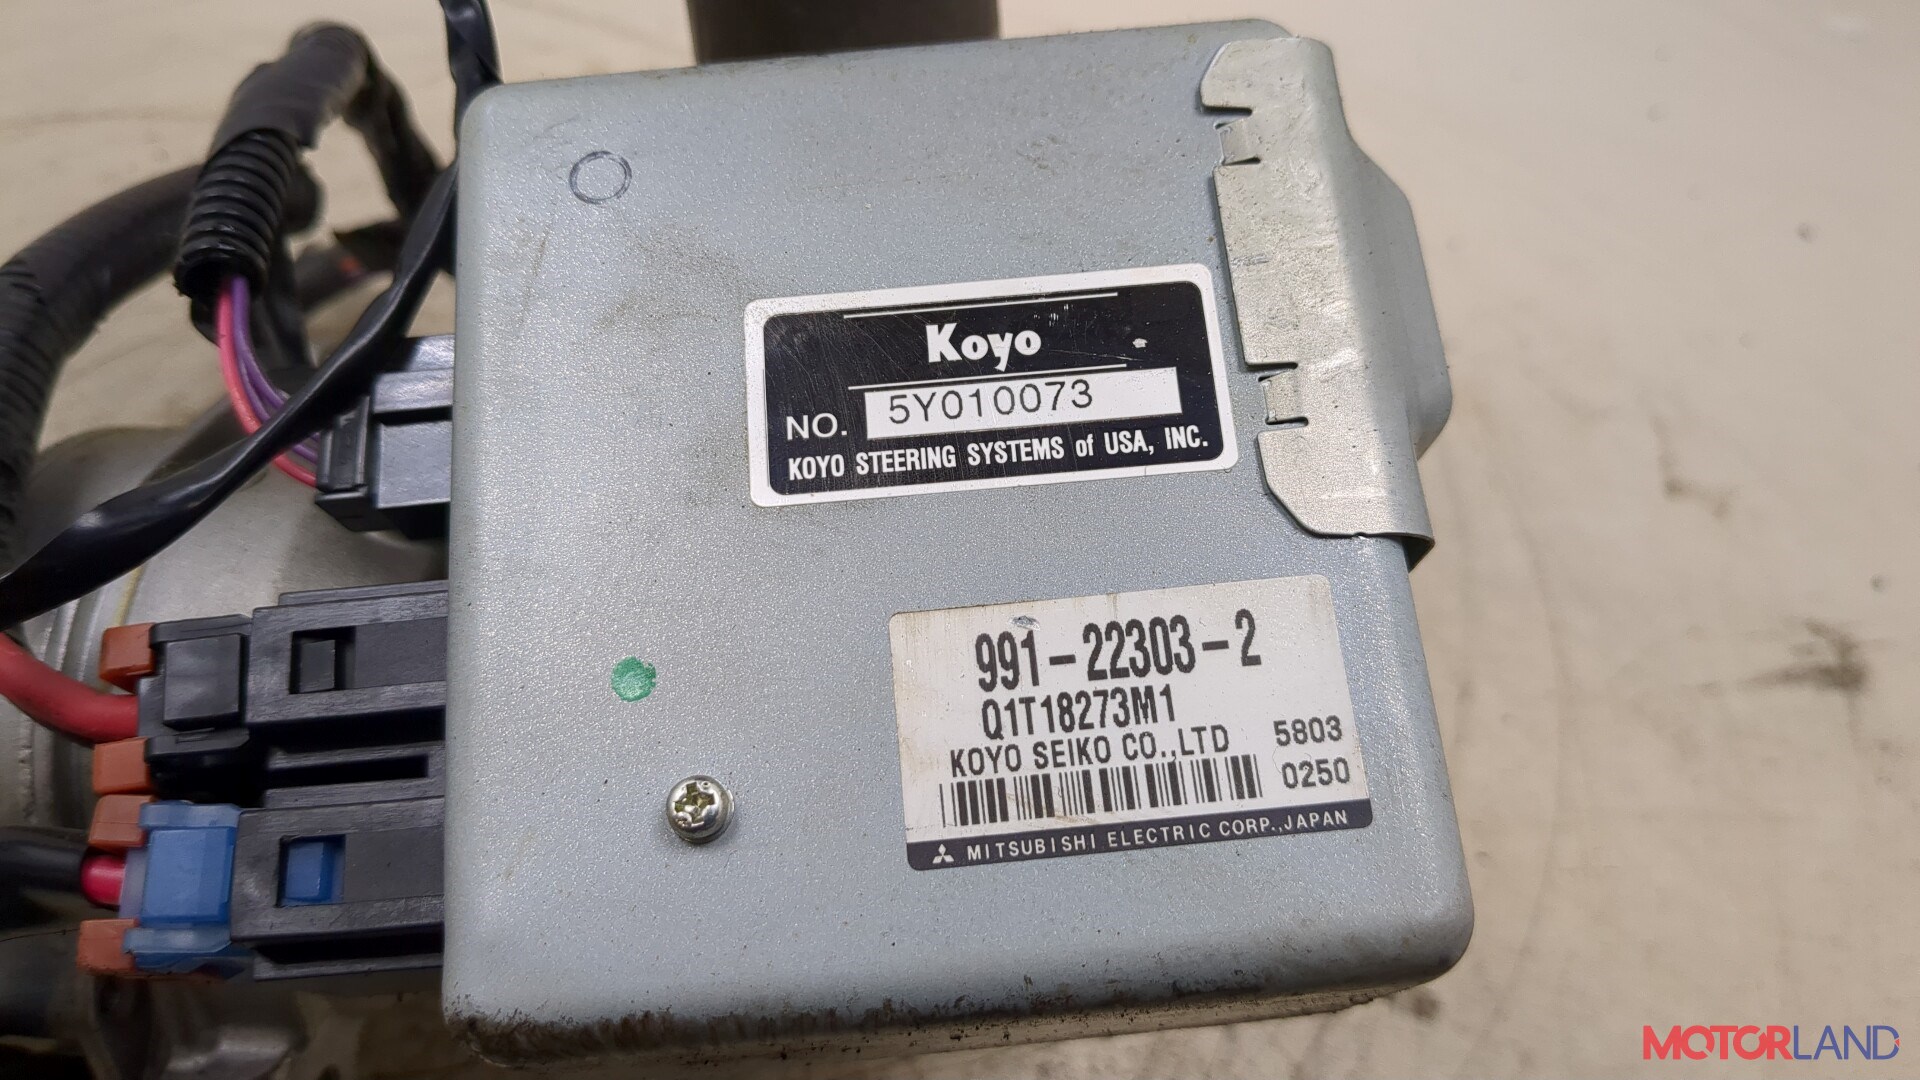 Koyo
NO. 5Y010073
KOYO STEERING SYSTEMS of USA, INC.
991-22303-2
Q1T18273M1
KOYO SEIKO CO.,LTD 5803
0250
MITSUBISHI ELECTRIC CORP.,JAPAN
MOTORLAND